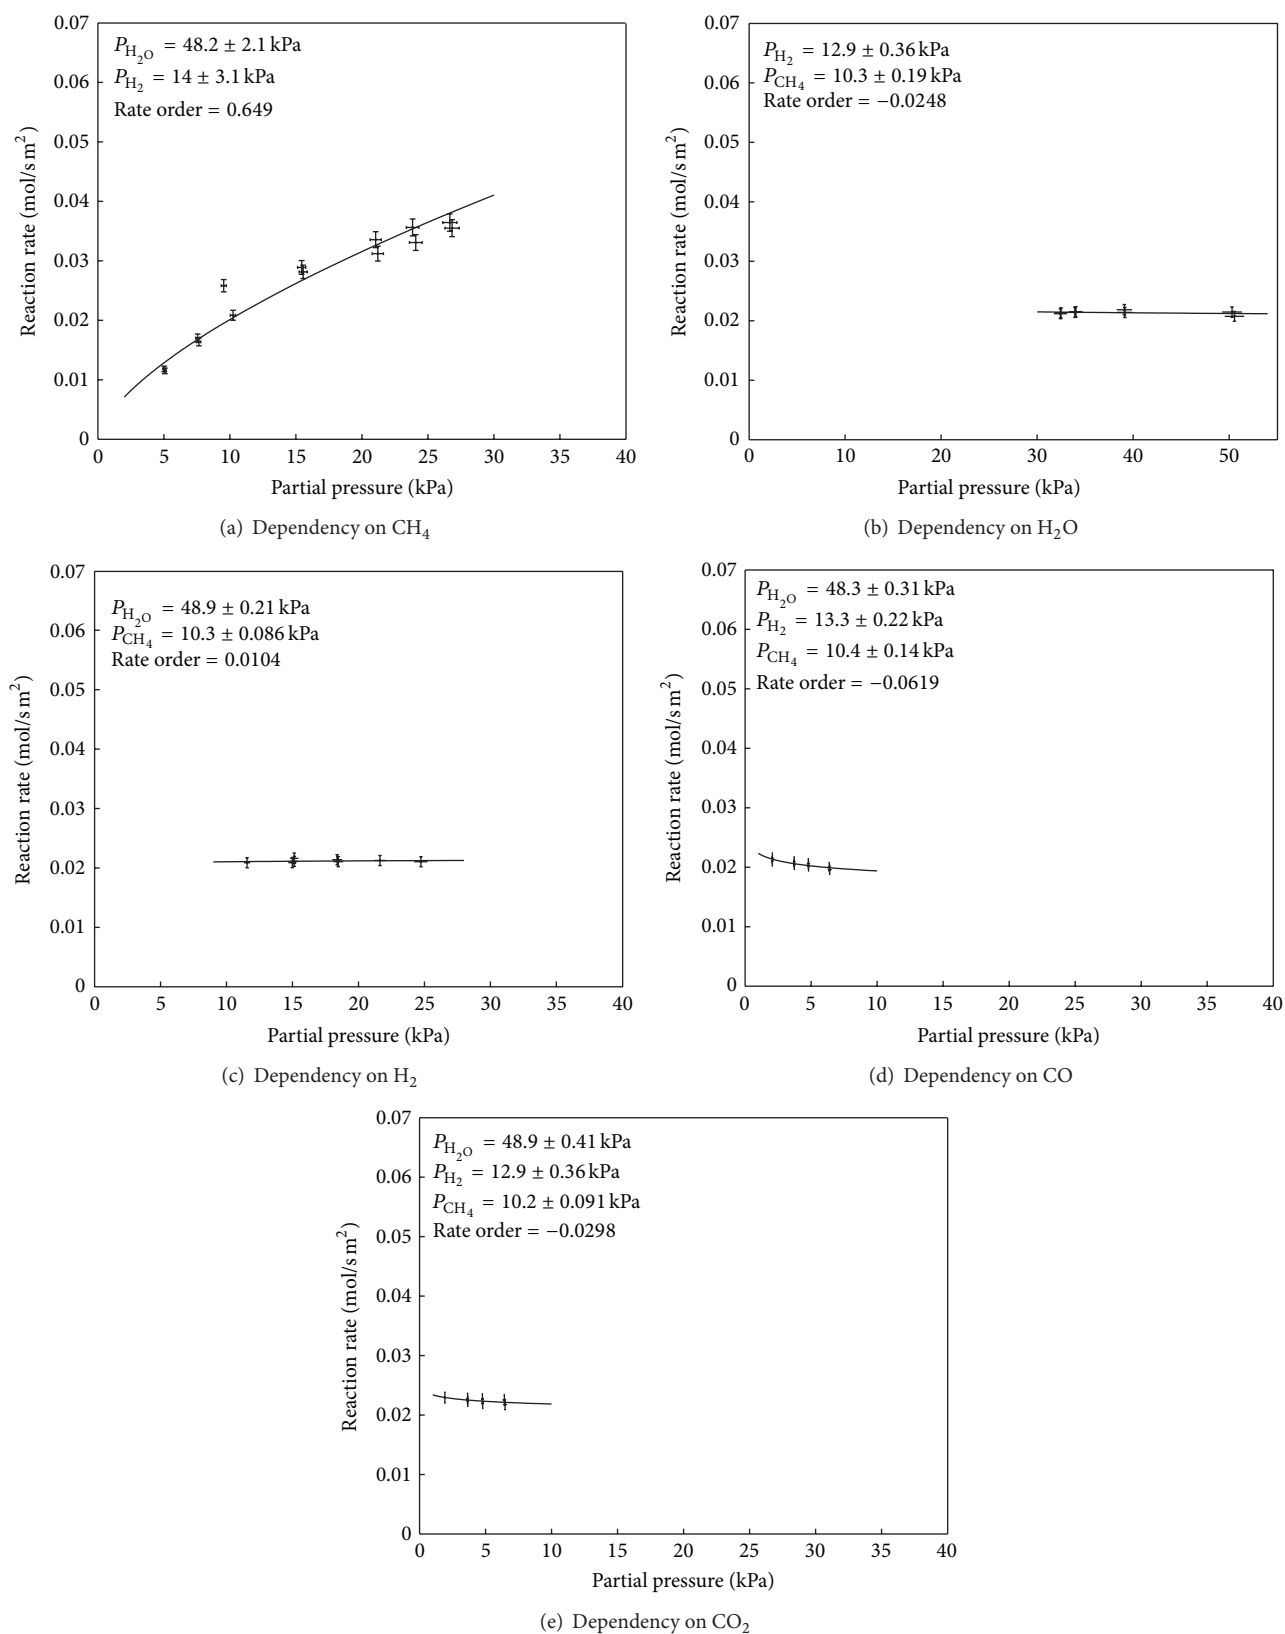 0.07
0.06
0.05
0.04
0.03
0.02
0.01
0
Reaction rate (mol/s m²)
P_H₂O = 48.2 ± 2.1 kPa
P_H₂ = 14 ± 3.1 kPa
Rate order = 0.649
0 5 10 15 20 25 30 35 40
Partial pressure (kPa)
(a) Dependency on CH₄
0.07
0.06
0.05
0.04
0.03
0.02
0.01
0
Reaction rate (mol/s m²)
P_H₂ = 12.9 ± 0.36 kPa
P_CH₄ = 10.3 ± 0.19 kPa
Rate order = −0.0248
0 10 20 30 40 50
Partial pressure (kPa)
(b) Dependency on H₂O
0.07
0.06
0.05
0.04
0.03
0.02
0.01
0
Reaction rate (mol/s m²)
P_H₂O = 48.9 ± 0.21 kPa
P_CH₄ = 10.3 ± 0.086 kPa
Rate order = 0.0104
0 5 10 15 20 25 30 35 40
Partial pressure (kPa)
(c) Dependency on H₂
0.07
0.06
0.05
0.04
0.03
0.02
0.01
0
Reaction rate (mol/s m²)
P_H₂O = 48.3 ± 0.31 kPa
P_H₂ = 13.3 ± 0.22 kPa
P_CH₄ = 10.4 ± 0.14 kPa
Rate order = −0.0619
0 5 10 15 20 25 30 35 40
Partial pressure (kPa)
(d) Dependency on CO
0.07
0.06
0.05
0.04
0.03
0.02
0.01
0
Reaction rate (mol/s m²)
P_H₂O = 48.9 ± 0.41 kPa
P_H₂ = 12.9 ± 0.36 kPa
P_CH₄ = 10.2 ± 0.091 kPa
Rate order = −0.0298
0 5 10 15 20 25 30 35 40
Partial pressure (kPa)
(e) Dependency on CO₂